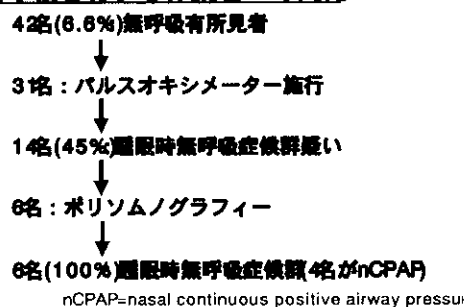 42名(6.6%)無呼吸有所見者
31名：パルスオキシメーター施行
14名(45%)睡眠時無呼吸症候群疑い
6名：ポリソムノグラフィー
6名(100%)睡眠時無呼吸症候群(4名がnCPAP)
nCPAP=nasal continuous positive airway pressu